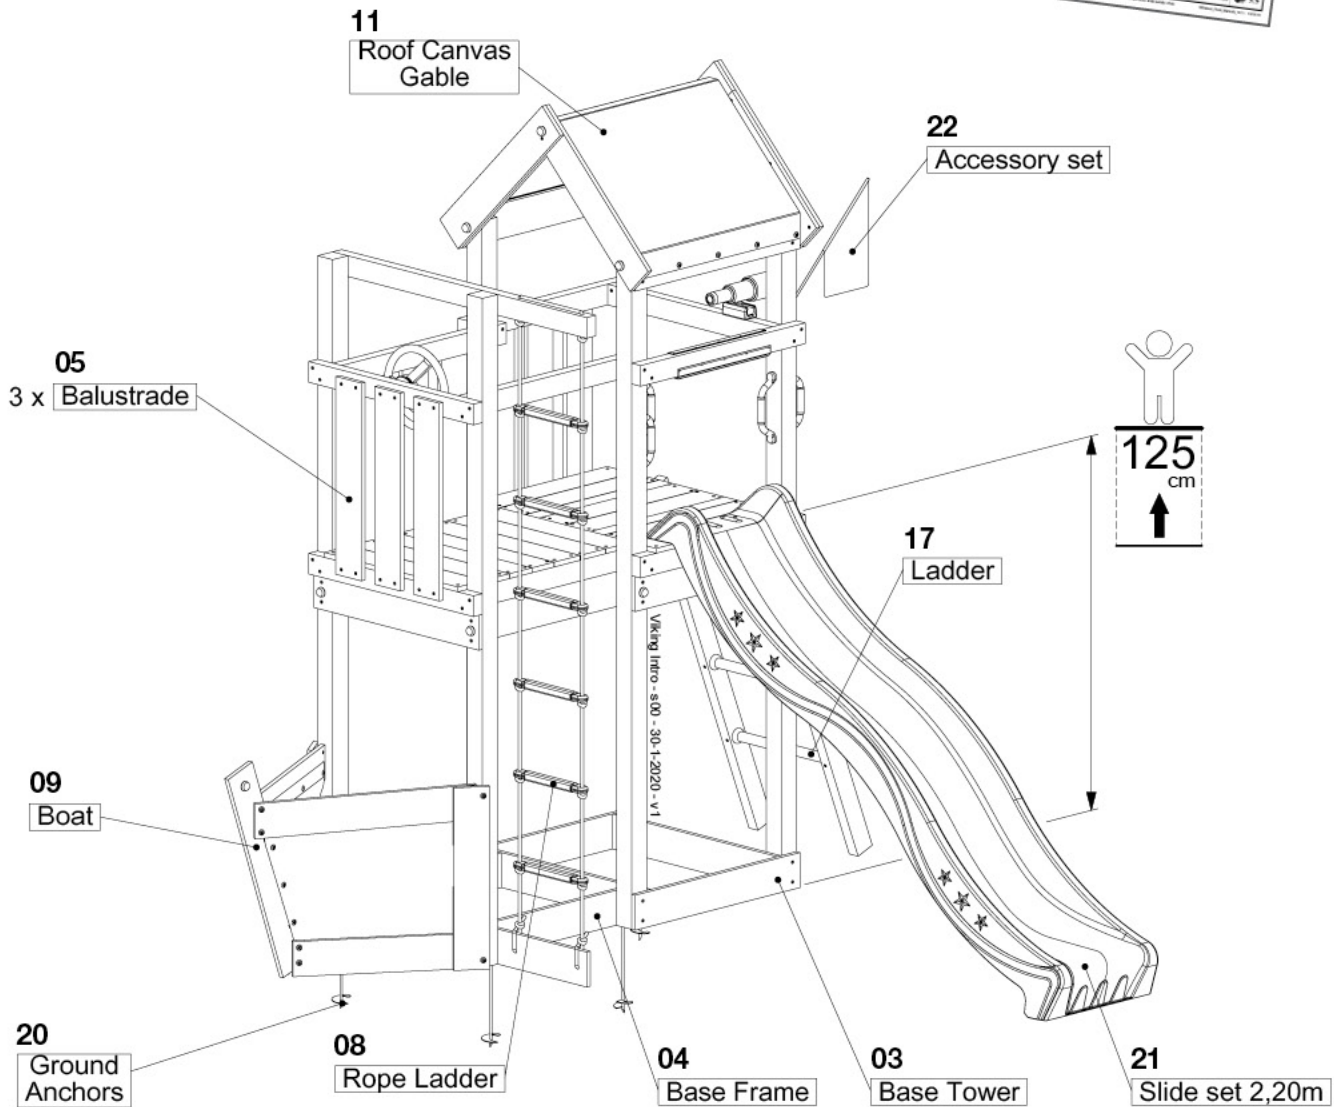 11
Roof Canvas
Gable
22
Accessory set
05
3 x Balustrade
125
cm
17
Ladder
Viking Intro - s00 - 30-1-2020 - v1
09
Boat
20
Ground
Anchors
08
Rope Ladder
04
Base Frame
03
Base Tower
21
Slide set 2,20m